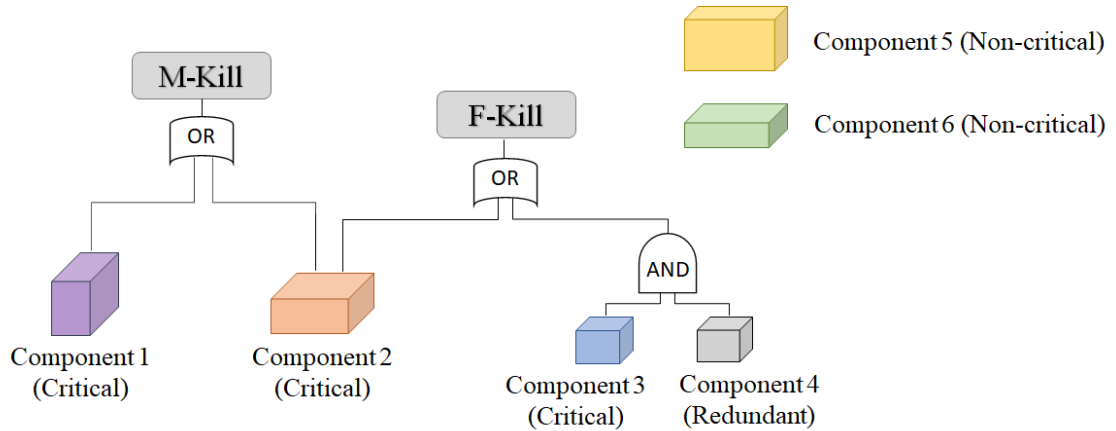 M-Kill
OR
F-Kill
OR
AND
Component 1
(Critical)
Component 2
(Critical)
Component 3
(Critical)
Component 4
(Redundant)
Component 5 (Non-critical)
Component 6 (Non-critical)